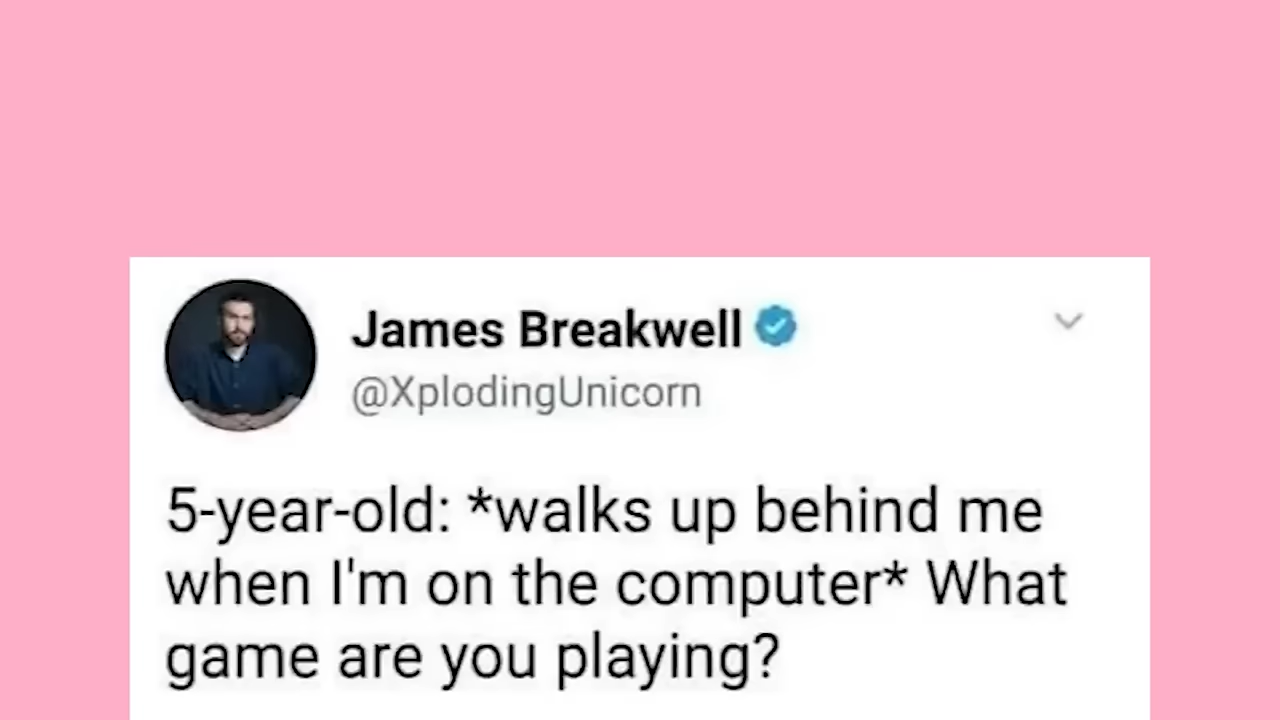 James Breakwell
@XplodingUnicorn
5-year-old: *walks up behind me
when I'm on the computer* What
game are you playing?